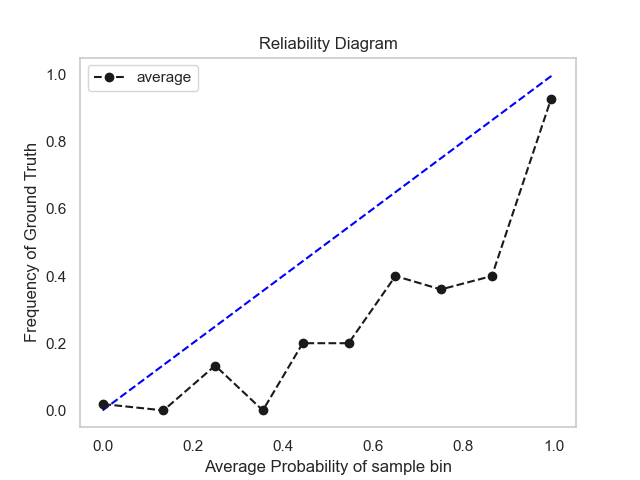 Reliability Diagram
average
Frequency of Ground Truth
1.0
0.8
0.6
0.4
0.2
0.0
0.0 0.2 0.4 0.6 0.8 1.0
Average Probability of sample bin